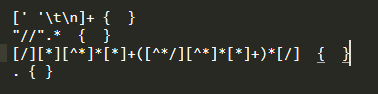 [' '\t\n]+ {  }
"//".*  {  }
[/][*][^*]*[*]+([^*/][^*]*[*]+)*[/]  {  }
. { }